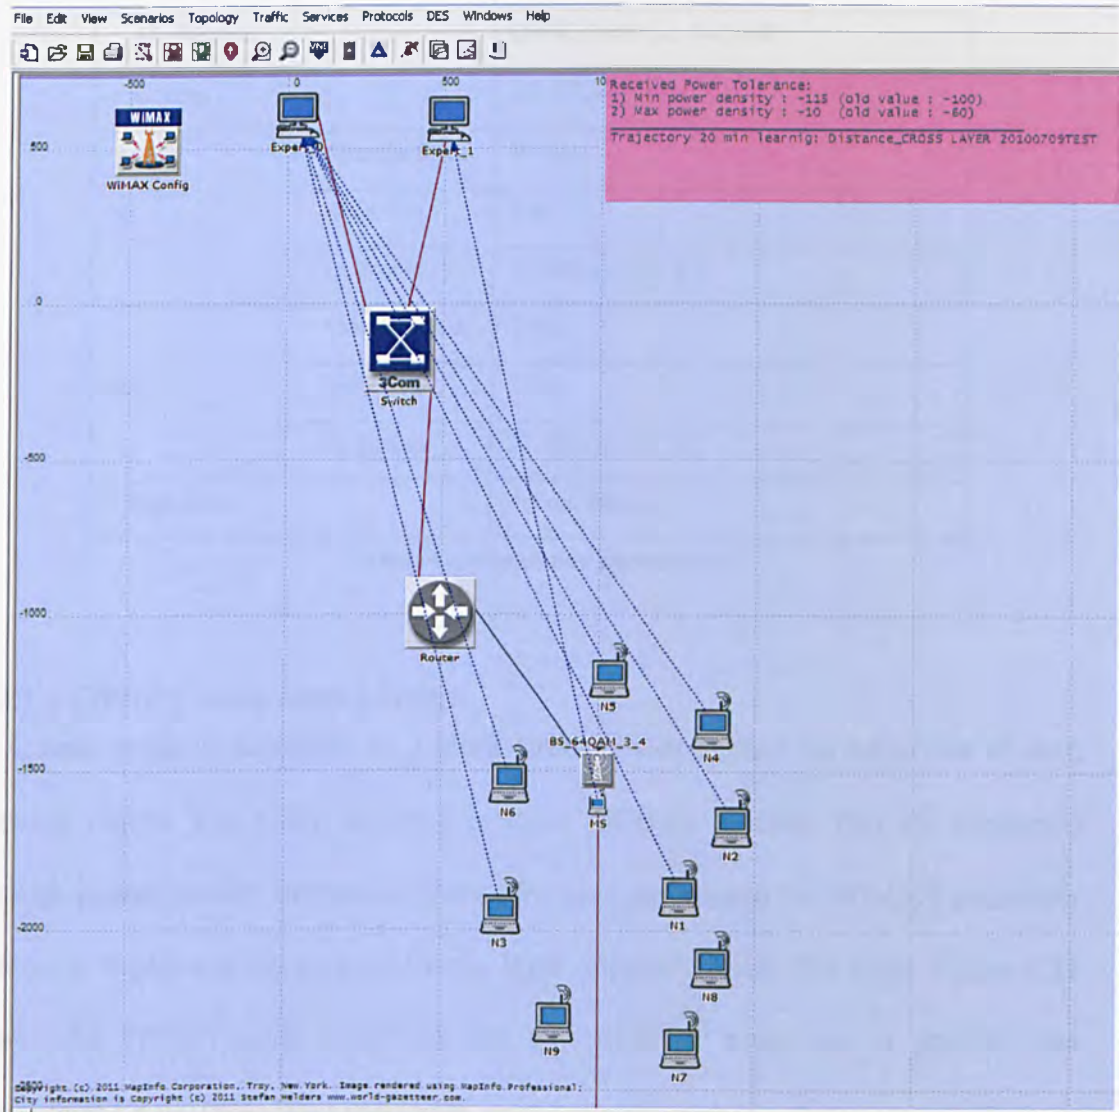 File Edit View Scenarios Topology Traffic Services Protocols DES Windows Help
-500 0 500
Received Power Tolerance:
1) Min power density : -115 (old value : -100)
2) Max power density : -10 (old value : -60)
Trajectory 20 min learnig: Distance_CROSS LAYER 20100709TEST
WiMAX
WiMAX Config
Expert_0
Expert_1
500
0
3Com
Switch
-500
-1000
Router
N5
N4
BS_64QAM_3_4
-1500
N6
MS
N2
N3
N1
-2000
N8
N9
N7
Copyright (c) 2011 MapInfo Corporation, Troy, New York. Image rendered using MapInfo Professional;
City information is Copyright (c) 2011 Stefan Helders www.world-gazetteer.com.